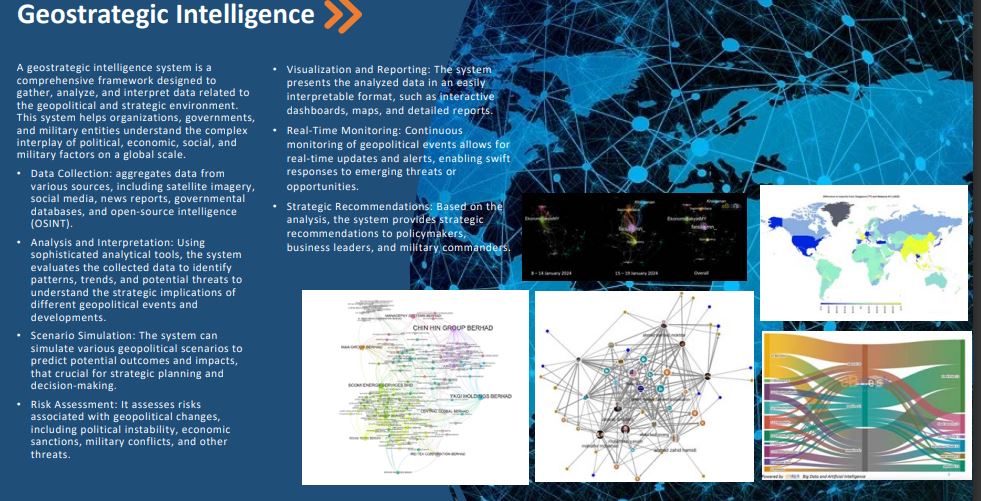 Geostrategic Intelligence
A geostrategic intelligence system is a
comprehensive framework designed to
gather, analyze, and interpret data related to
the geopolitical and strategic environment.
This system helps organizations, governments,
and military entities understand the complex
interplay of political, economic, social, and
military factors on a global scale.
• Data Collection: aggregates data from
various sources, including satellite imagery,
social media, news reports, governmental
databases, and open-source intelligence
(OSINT).
• Analysis and Interpretation: Using
sophisticated analytical tools, the system
evaluates the collected data to identify
patterns, trends, and potential threats to
understand the strategic implications of
different geopolitical events and
developments.
• Scenario Simulation: The system can
simulate various geopolitical scenarios to
predict potential outcomes and impacts,
that crucial for strategic planning and
decision-making.
• Risk Assessment: It assesses risks
associated with geopolitical changes,
including political instability, economic
sanctions, military conflicts, and other
threats.
• Visualization and Reporting: The system
presents the analyzed data in an easily
interpretable format, such as interactive
dashboards, maps, and detailed reports.
• Real-Time Monitoring: Continuous
monitoring of geopolitical events allows for
real-time updates and alerts, enabling swift
responses to emerging threats or
opportunities.
• Strategic Recommendations: Based on the
analysis, the system provides strategic
recommendations to policymakers,
business leaders, and military commanders.
8 – 14 January 2024
15 – 19 January 2024
Overall
CHIN HIN GROUP BERHAD
YXGI HOLDINGS BERHAD
ahmad zahid hamidi
Powered by
Big Data and Artificial Intelligence